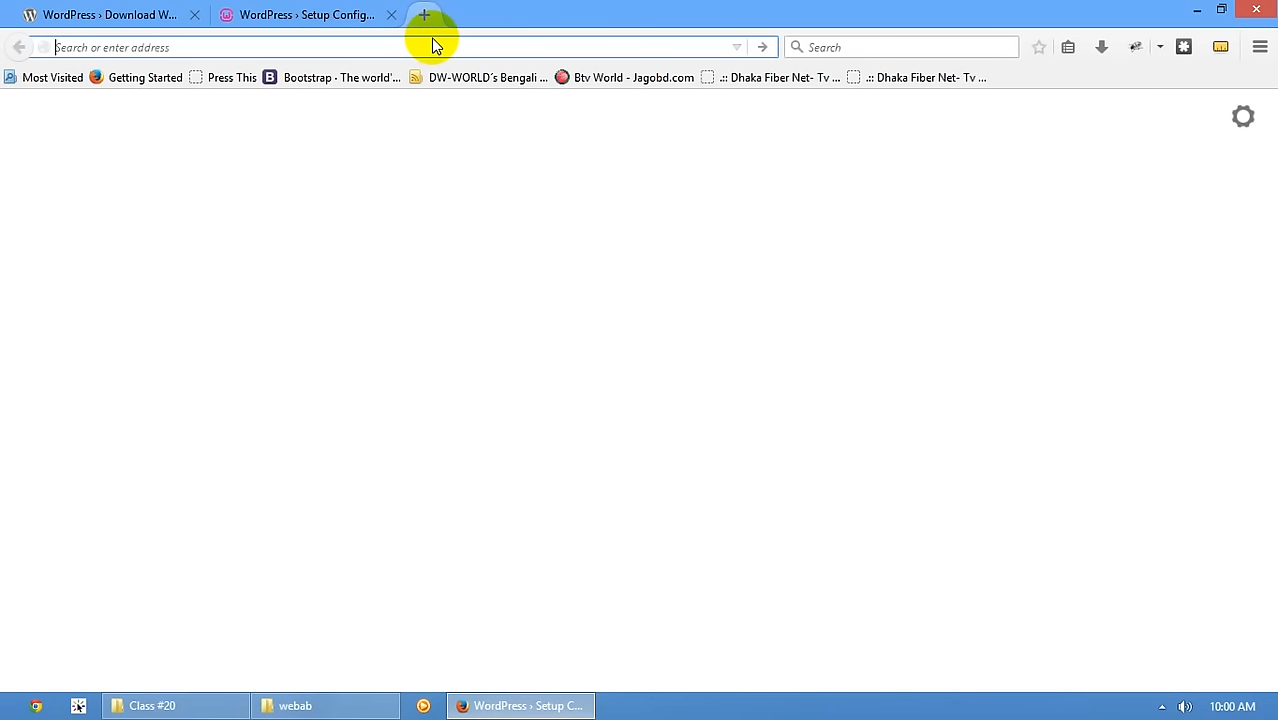 WordPress › Download W...
WordPress › Setup Config...
Search or enter address
Search
Most Visited
Getting Started
Press This
B
Bootstrap · The world'...
DW-WORLD's Bengali ...
Btv World - Jagobd.com
.:: Dhaka Fiber Net- Tv ...
.:: Dhaka Fiber Net- Tv ...
Class #20
webab
WordPress › Setup C...
10:00 AM